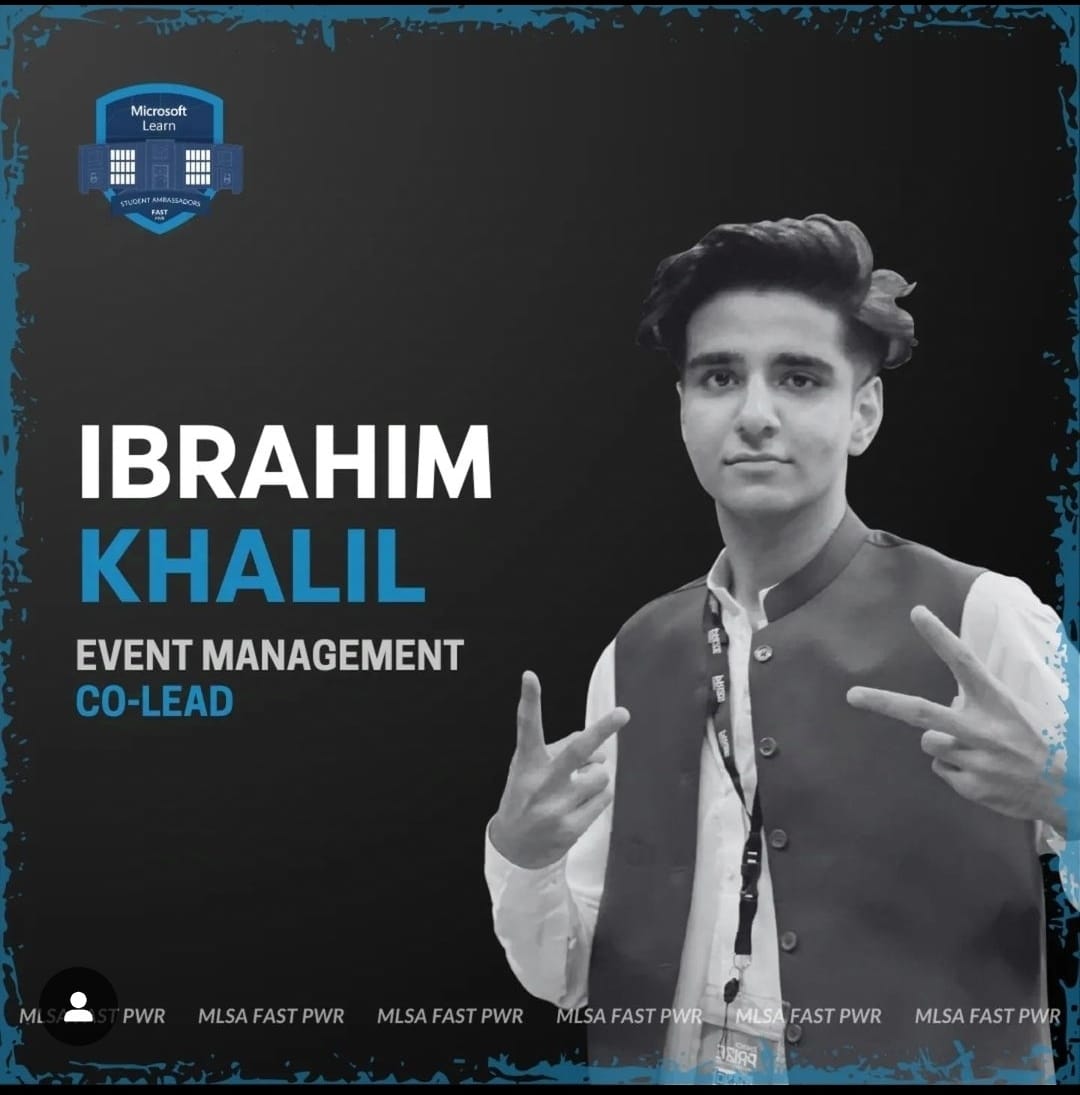 Microsoft
Learn
STUDENT AMBASSADORS
FAST
PWR
IBRAHIM
KHALIL
EVENT MANAGEMENT
CO-LEAD
MLSA FAST PWR MLSA FAST PWR MLSA FAST PWR MLSA FAST PWR MLSA FAST PWR